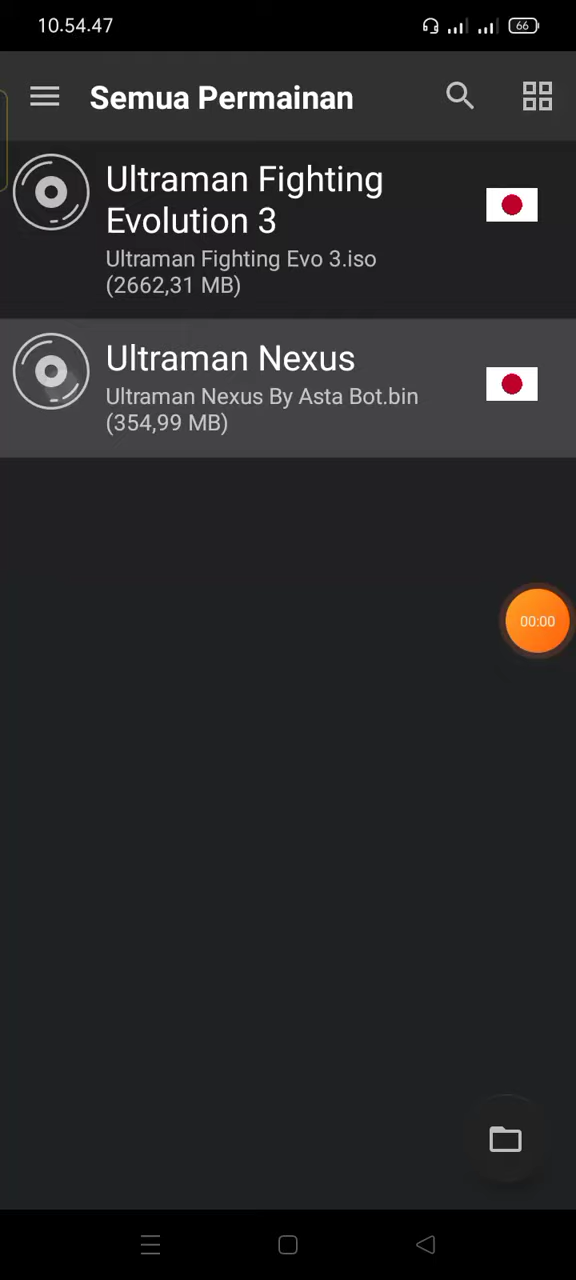 10.54.47
66
Semua Permainan
Ultraman Fighting
Evolution 3
Ultraman Fighting Evo 3.iso
(2662,31 MB)
Ultraman Nexus
Ultraman Nexus By Asta Bot.bin
(354,99 MB)
00:00